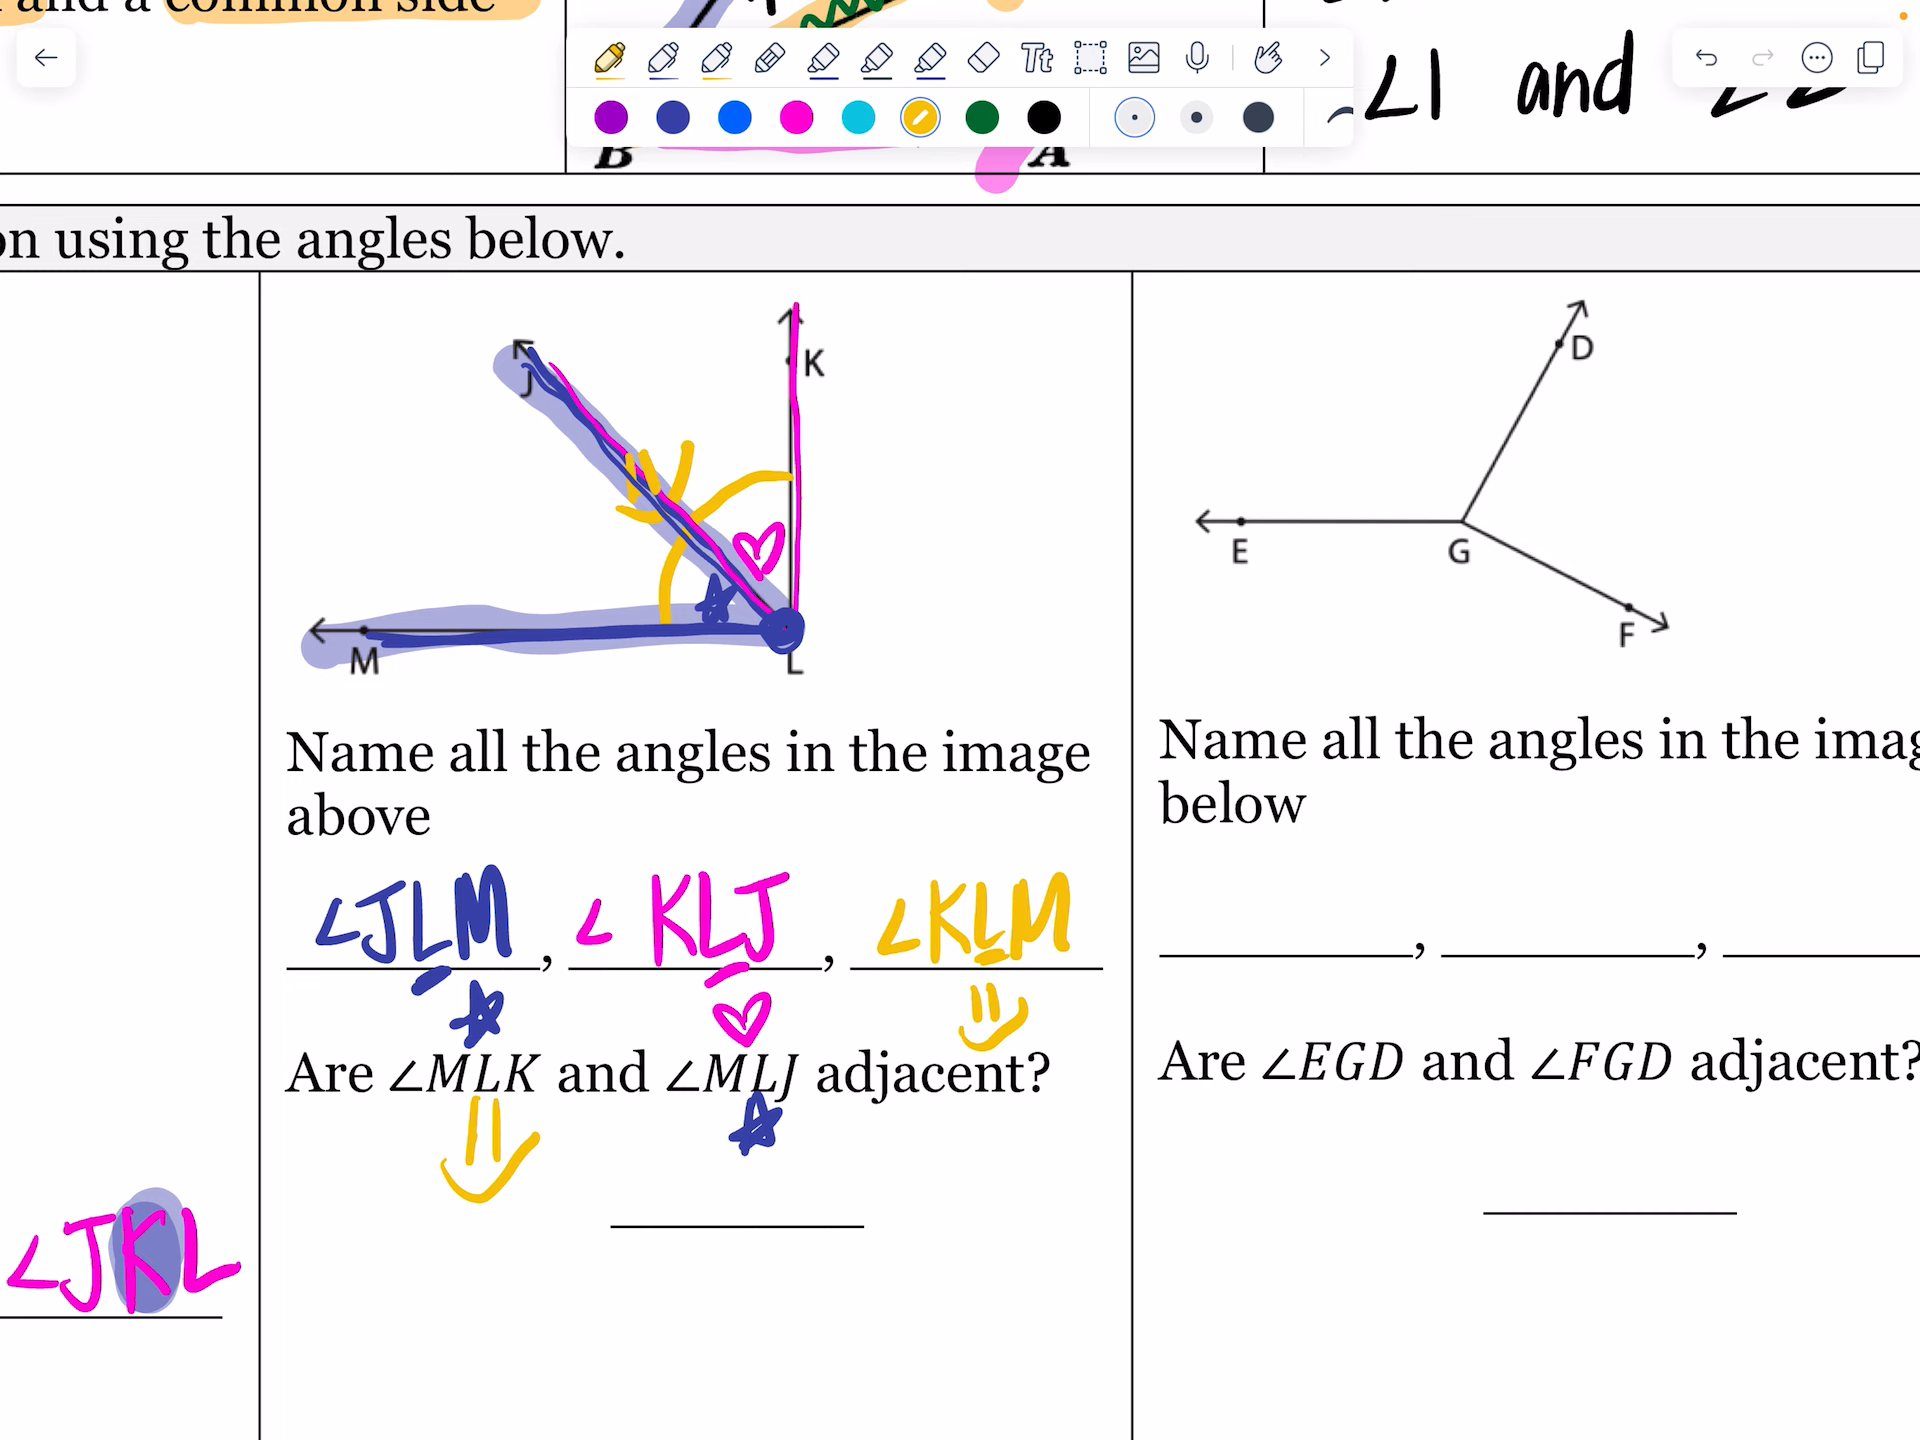 and a common side
Tt
∠1 and ∠2
B A
on using the angles below.
J
K
M
L
D
E
G
F
Name all the angles in the image
above
∠JLM, ∠KLJ, ∠KLM
Are ∠MLK and ∠MLJ adjacent?
∠JKL
Name all the angles in the imag
below
, ,
Are ∠EGD and ∠FGD adjacent?